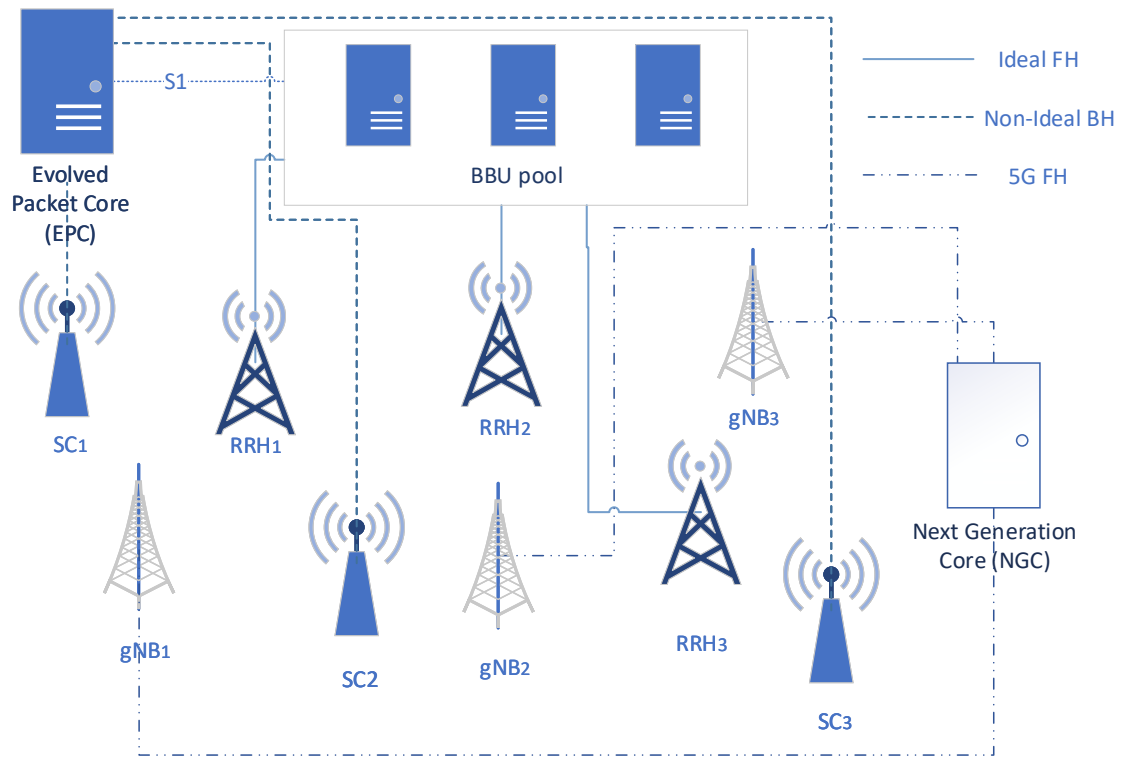 S1
Ideal FH
Non-Ideal BH
5G FH
BBU pool
Evolved
Packet Core
(EPC)
SC1
RRH1
RRH2
gNB3
Next Generation
Core (NGC)
gNB1
SC2
gNB2
RRH3
SC3